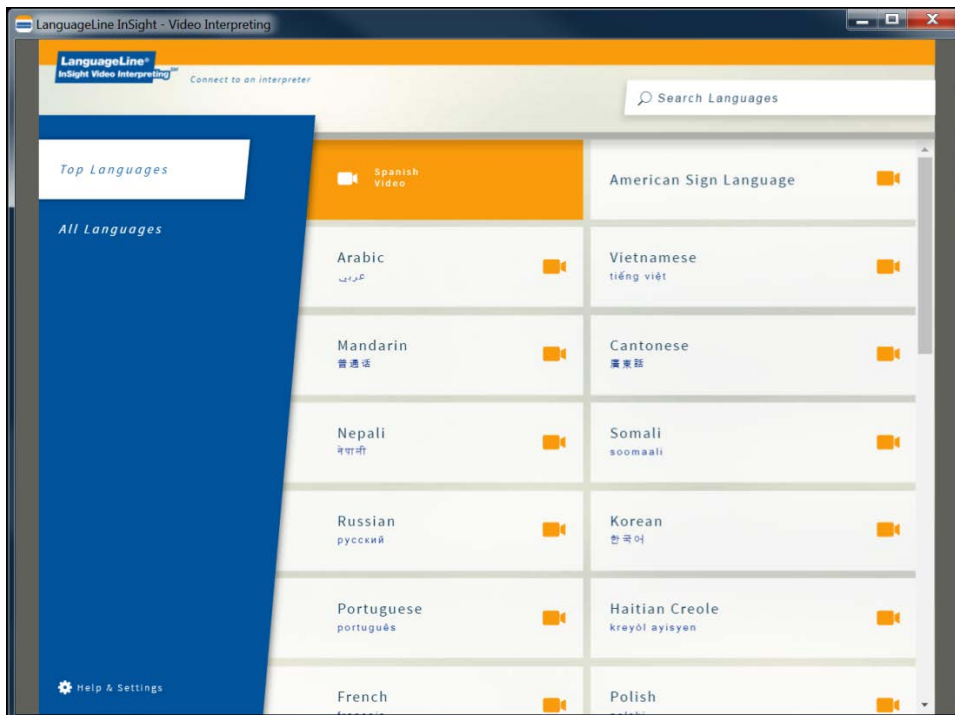 LanguageLine InSight - Video Interpreting
LanguageLine®
InSight Video Interpreting℠
Connect to an interpreter
Search Languages
Top Languages
All Languages
Spanish
Video
American Sign Language
Arabic
عربي
Vietnamese
tiếng việt
Mandarin
普通话
Cantonese
廣東話
Nepali
नेपाली
Somali
soomaali
Russian
русский
Korean
한국어
Portuguese
português
Haitian Creole
kreyòl ayisyen
Help & Settings
French
Polish